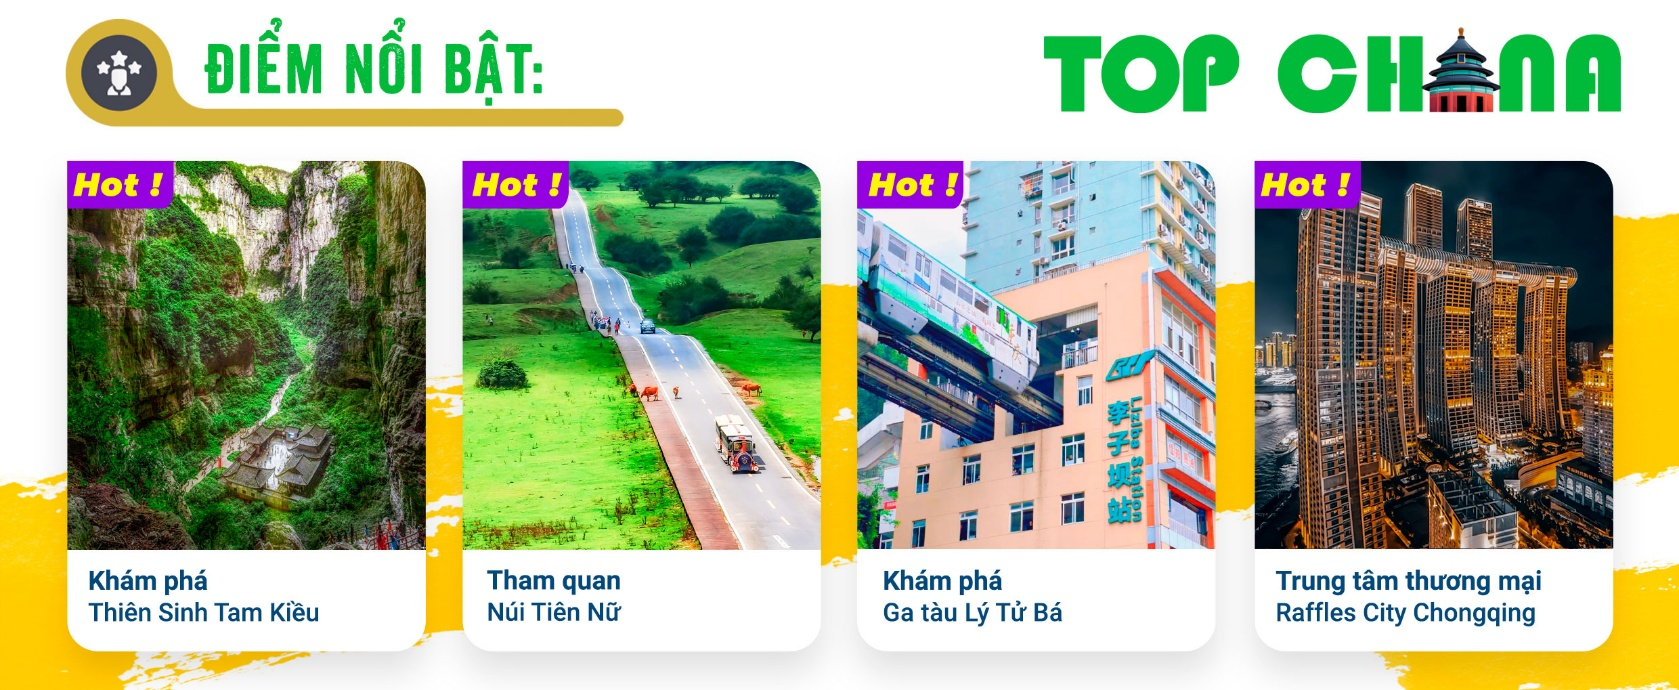 ĐIỂM NỔI BẬT:
TOP CHINA
Hot !
Hot !
Hot !
Hot !
李子坝站
Liziba Station
Khám phá
Thiên Sinh Tam Kiều
Tham quan
Núi Tiên Nữ
Khám phá
Ga tàu Lý Tử Bá
Trung tâm thương mại
Raffles City Chongqing